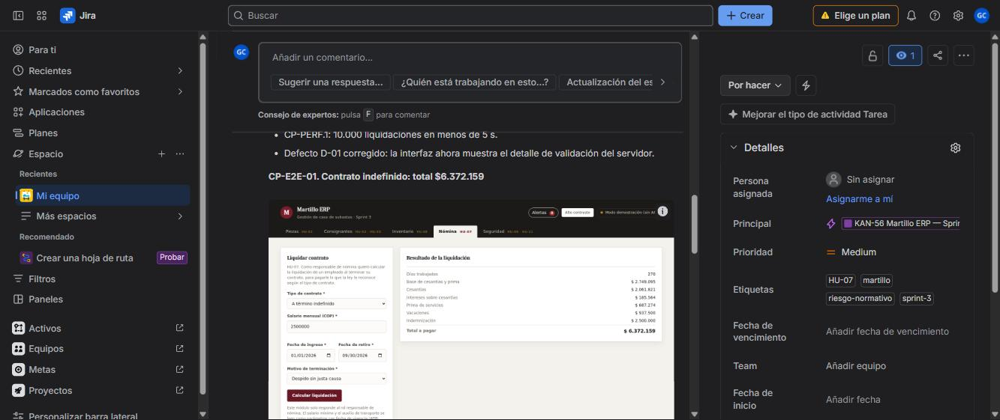 Jira
Buscar
+ Crear
Elige un plan
GC
Para ti
Recientes
Marcados como favoritos
Aplicaciones
Planes
Espacio
Recientes
Mi equipo
Más espacios
Recomendado
Crear una hoja de ruta Probar
Filtros
Paneles
Activos
Equipos
Metas
Proyectos
Personalizar barra lateral
GC
Añadir un comentario...
Sugerir una respuesta...
¿Quién está trabajando en esto...?
Actualización del es
Consejo de expertos: pulsa F para comentar
• CP-PERF.1: 10.000 liquidaciones en menos de 5 s.
• Defecto D-01 corregido: la interfaz ahora muestra el detalle de validación del servidor.
CP-E2E-01. Contrato indefinido: total $6.372.159
M
Martillo ERP
Gestión de casa de subastas · Sprint 3
Alertas
Alto contraste
Modo demostración (sin
Piezas
Consignantes
Inventario
Nómina HU-07
Seguridad
Liquidar contrato
HU-07. Como responsable de nómina quiero calcular
la liquidación de un empleado al terminar su
contrato, para pagarle lo que la ley le reconoce
según el tipo de contrato.
Tipo de contrato *
A término indefinido
Salario mensual (COP) *
2500000
Fecha de ingreso * Fecha de retiro *
01/01/2026 09/30/2026
Motivo de terminación *
Despido sin justa causa
Calcular liquidación
Este módulo solo responde al rol responsable de
nómina. El salario mínimo y el auxilio de transporte se
Resultado de la liquidación
Días trabajados 270
Base de cesantías y prima $ 2.749.095
Cesantías $ 2.061.821
Intereses sobre cesantías $ 185.564
Prima de servicios $ 687.274
Vacaciones $ 937.500
Indemnización $ 2.500.000
Total a pagar $ 6.372.159
1
Por hacer
Mejorar el tipo de actividad Tarea
Detalles
Persona
asignada
Sin asignar
Asignarme a mí
Principal
KAN-56 Martillo ERP — Sprin
Prioridad
Medium
Etiquetas
HU-07 martillo
riesgo-normativo sprint-3
Fecha de
vencimiento
Añadir fecha de vencimiento
Team
Añadir equipo
Fecha de
inicio
Añadir fecha